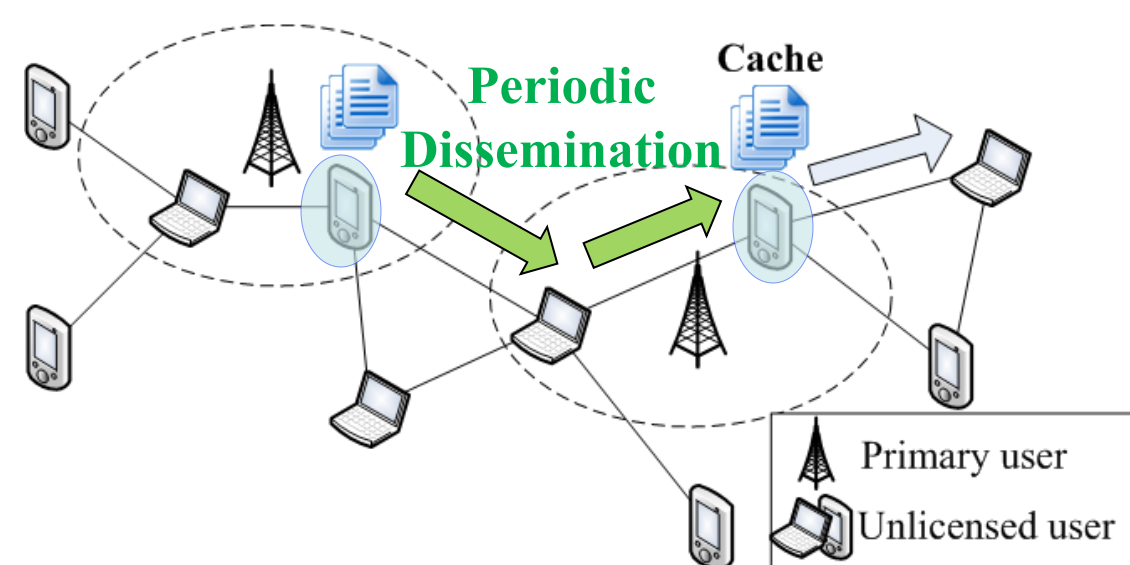 Periodic
Dissemination
Cache
Primary user
Unlicensed user